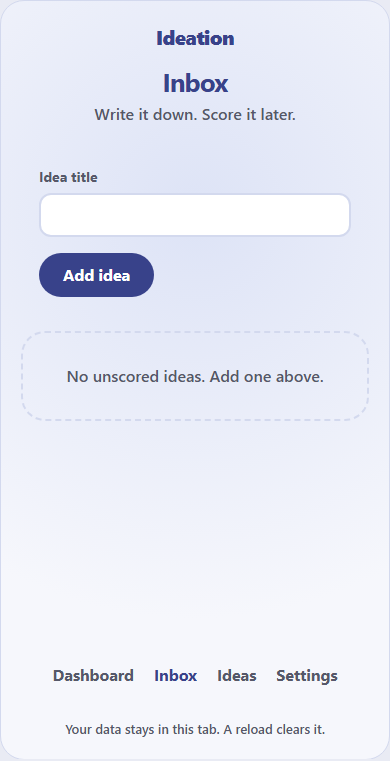 Ideation
Inbox
Write it down. Score it later.
Idea title
Add idea
No unscored ideas. Add one above.
Dashboard Inbox Ideas Settings
Your data stays in this tab. A reload clears it.